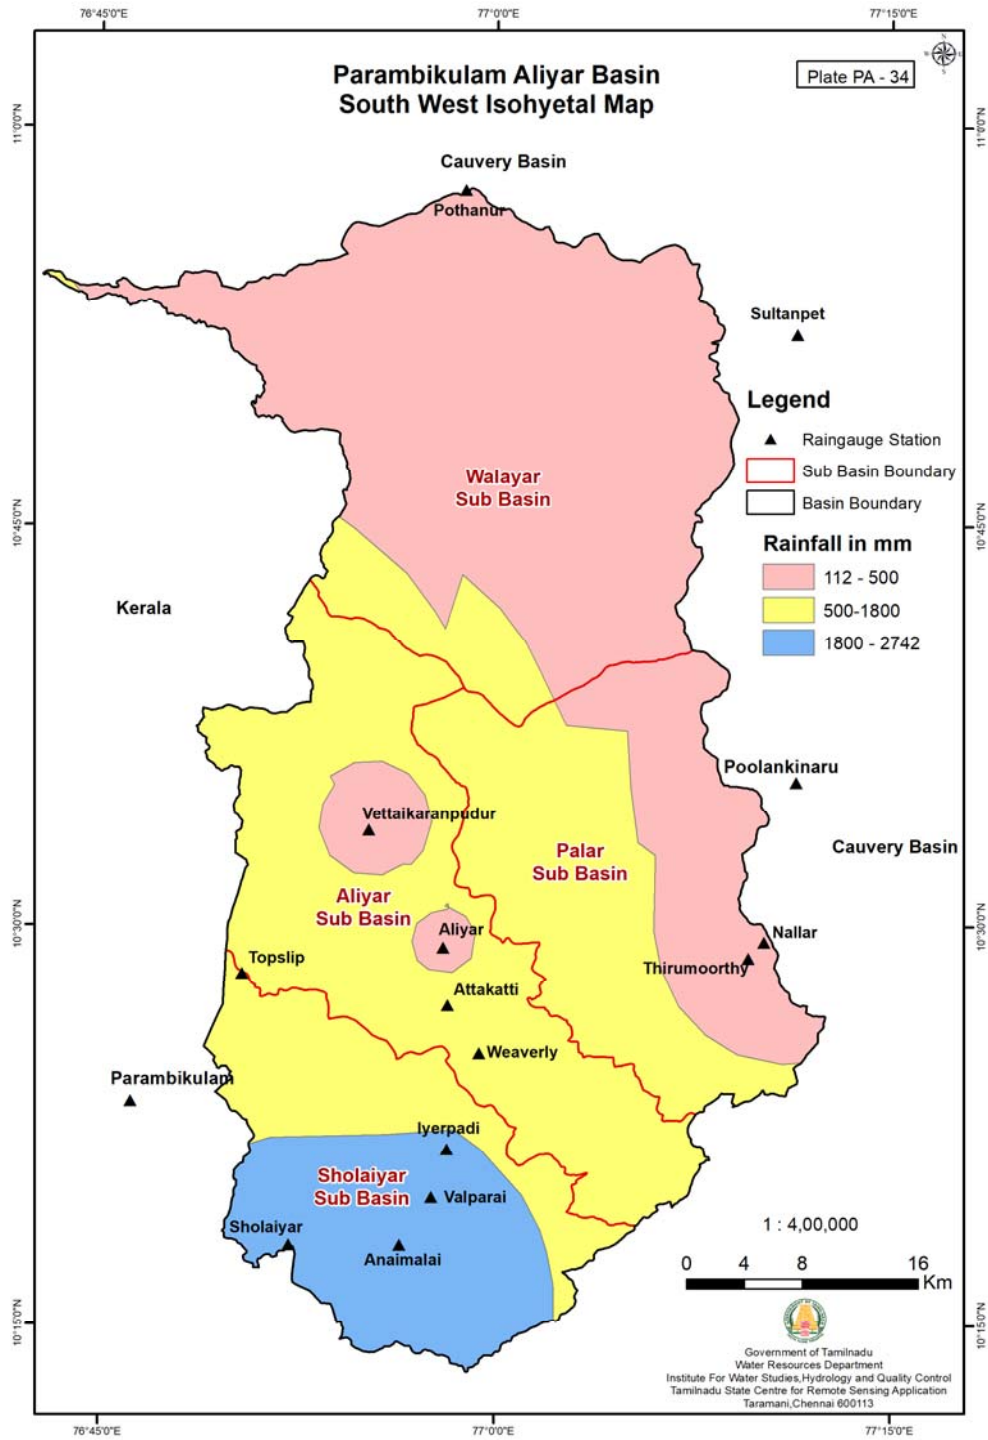 76°45'0"E
77°0'0"E
77°15'0"E
Parambikulam Aliyar Basin
South West Isohyetal Map
Plate PA - 34
N
S
11°0'0"N
11°0'0"N
Cauvery Basin
Pothanur
Sultanpet
Legend
Raingauge Station
Sub Basin Boundary
Basin Boundary
Walayar
Sub Basin
10°45'0"N
10°45'0"N
Rainfall in mm
112 - 500
500-1800
1800 - 2742
Kerala
Poolankinaru
Vettaikaranpudur
Cauvery Basin
Palar
Sub Basin
Aliyar
Sub Basin
10°30'0"N
10°30'0"N
Aliyar
Nallar
Topslip
Thirumoorthy
Attakatti
Weaverly
Parambikulam
Iyerpadi
Sholaiyar
Sub Basin
Valparai
Sholaiyar
Anaimalai
1 : 4,00,000
0 4 8 16
Km
10°15'0"N
10°15'0"N
Government of Tamilnadu
Water Resources Department
Institute For Water Studies,Hydrology and Quality Control
Tamilnadu State Centre for Remote Sensing Application
Taramani,Chennai 600113
76°45'0"E
77°0'0"E
77°15'0"E